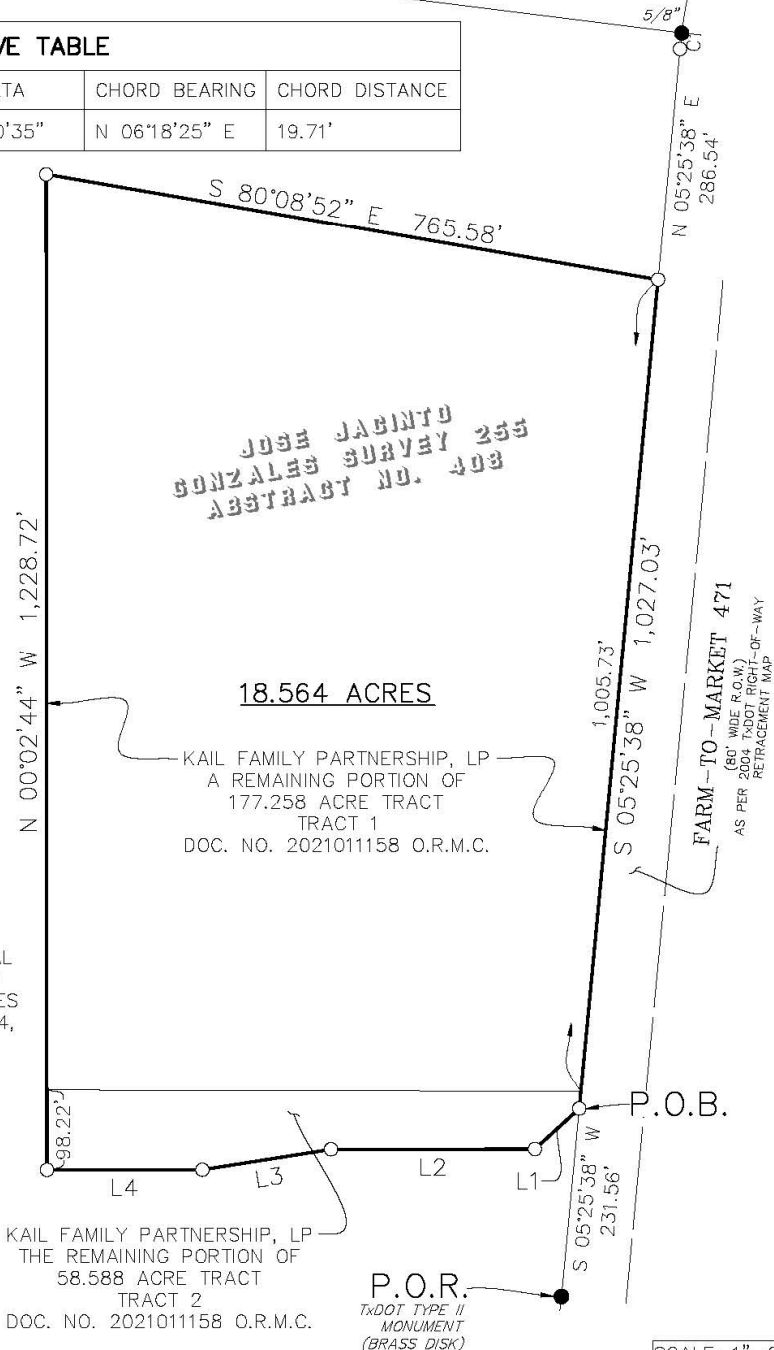 5/8"
C1
VE TABLE
TA CHORD BEARING CHORD DISTANCE
0'35" N 06°18'25" E 19.71'
N 05°25'38" E
286.54'
S 80°08'52" E 765.58'
JOSE JACINTO
GONZALES SURVEY 255
ABSTRACT NO. 408
N 00°02'44" W 1,228.72'
S 05°25'38" W 1,027.03'
1,005.73'
FARM-TO-MARKET 471
(80' WIDE R.O.W.)
AS PER 2004 TxDOT RIGHT-OF-WAY
RETRACEMENT MAP
18.564 ACRES
KAIL FAMILY PARTNERSHIP, LP
A REMAINING PORTION OF
177.258 ACRE TRACT
TRACT 1
DOC. NO. 2021011158 O.R.M.C.
AL
ES
4,
98.22'
P.O.B.
L4
L3
L2
L1
S 05°25'38" W
231.56'
KAIL FAMILY PARTNERSHIP, LP
THE REMAINING PORTION OF
58.588 ACRE TRACT
TRACT 2
DOC. NO. 2021011158 O.R.M.C.
P.O.R.
TxDOT TYPE II
MONUMENT
(BRASS DISK)